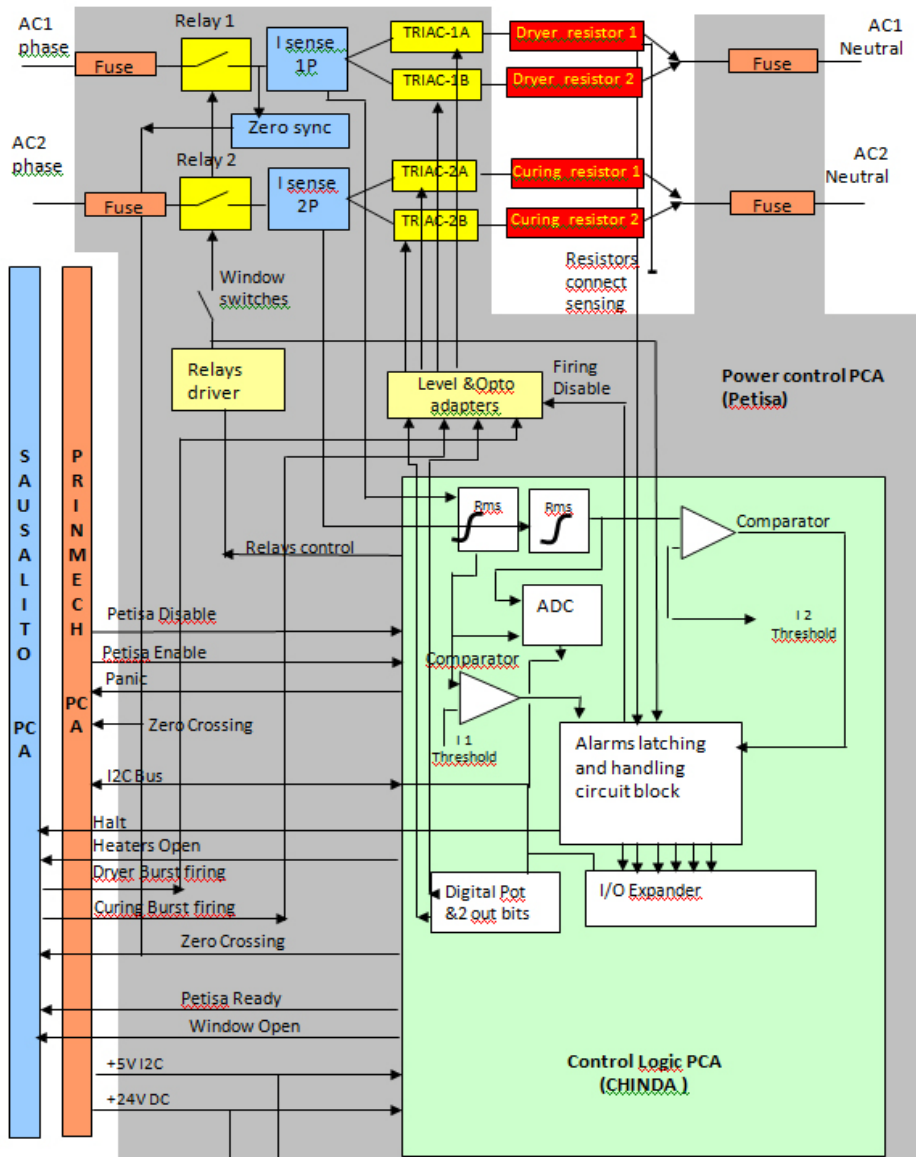 AC1
phase
Fuse
Relay 1
I sense
1P
TRIAC-1A
Dryer resistor 1
AC1
Neutral
Fuse
TRIAC-1B
Dryer resistor 2
Zero sync
AC2
phase
Fuse
Relay 2
I sense
2P
TRIAC-2A
Curing resistor 1
AC2
Neutral
Fuse
TRIAC-2B
Curing resistor 2
Resistors
connect
sensing
Window
switches
Relays
driver
Level &Opto
adapters
Firing
Disable
Power control PCA
(Petisa)
SAUSALITO PCA
PRINMECH PCA
Rms
Rms
Comparator
Relays control
ADC
I 2
Threshold
Petisa Disable
Petisa Enable
Comparator
Panic
Zero Crossing
I 1
Threshold
Alarms latching
and handling
circuit block
I2C Bus
Halt
Heaters Open
Dryer Burst firing
Curing Burst firing
Digital Pot
&2 out bits
I/O Expander
Zero Crossing
Petisa Ready
Window Open
+5V I2C
+24V DC
Control Logic PCA
(CHINDA )